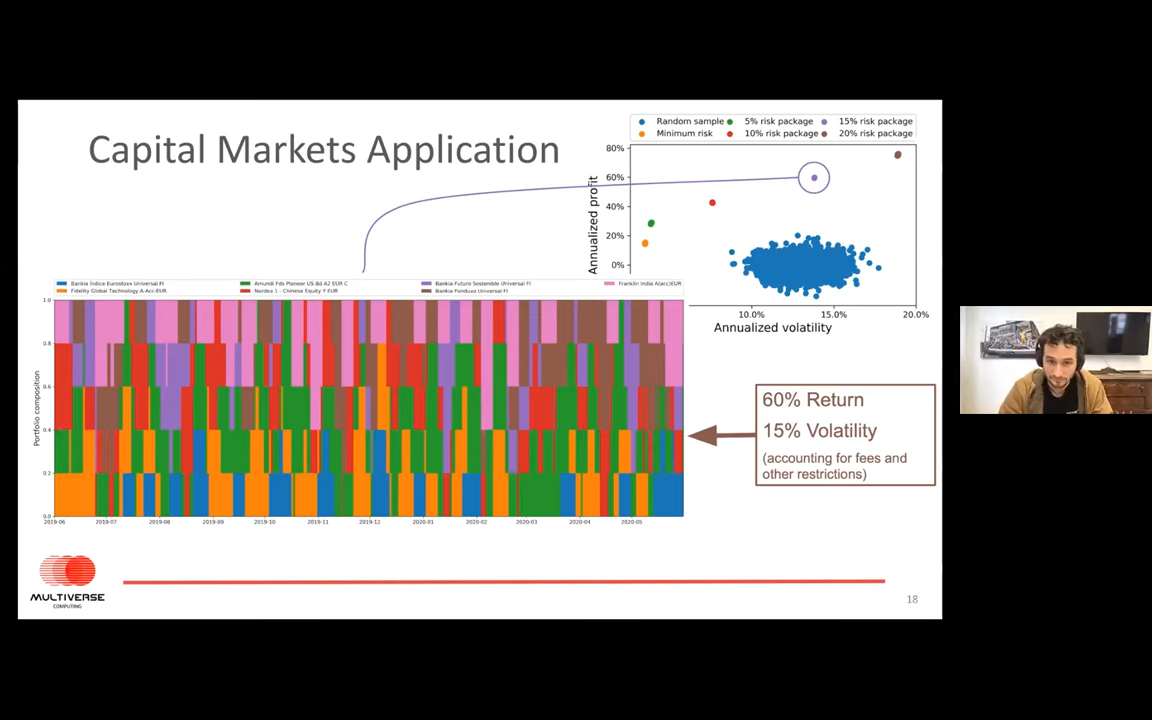 Capital Markets Application
Random sample 5% risk package 15% risk package
Minimum risk 10% risk package 20% risk package
80%
60%
40%
20%
0%
Annualized profit
10.0% 15.0% 20.0%
Annualized volatility
Bankia Índice Eurostoxx Universal FI Amundi Fds Pioneer US Bd A2 EUR C Bankia Futuro Sostenible Universal FI Franklin India A(acc)EUR
Fidelity Global Technology A-Acc-EUR Nordea 1 - Chinese Equity Y EUR Bankia Fonduxo Universal FI
1.0
0.8
0.6
0.4
0.2
0.0
Portfolio composition
2019-06 2019-07 2019-08 2019-09 2019-10 2019-11 2019-12 2020-01 2020-02 2020-03 2020-04 2020-05
60% Return
15% Volatility
(accounting for fees and
other restrictions)
MULTIVERSE
COMPUTING
18